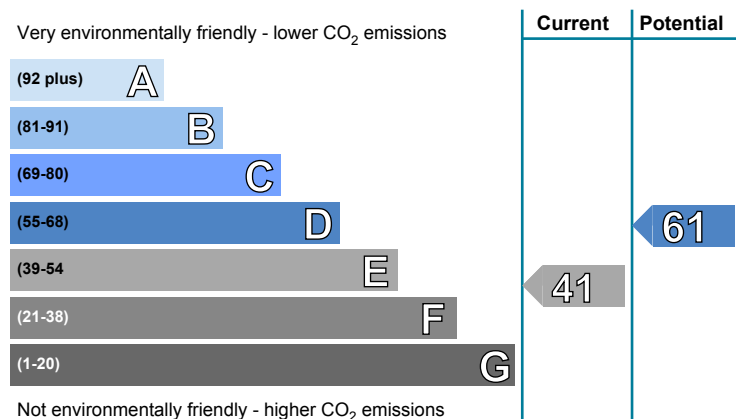 Very environmentally friendly - lower CO₂ emissions
Current
Potential
(92 plus) A
(81-91) B
(69-80) C
(55-68) D
61
(39-54 E
41
(21-38) F
(1-20) G
Not environmentally friendly - higher CO₂ emissions